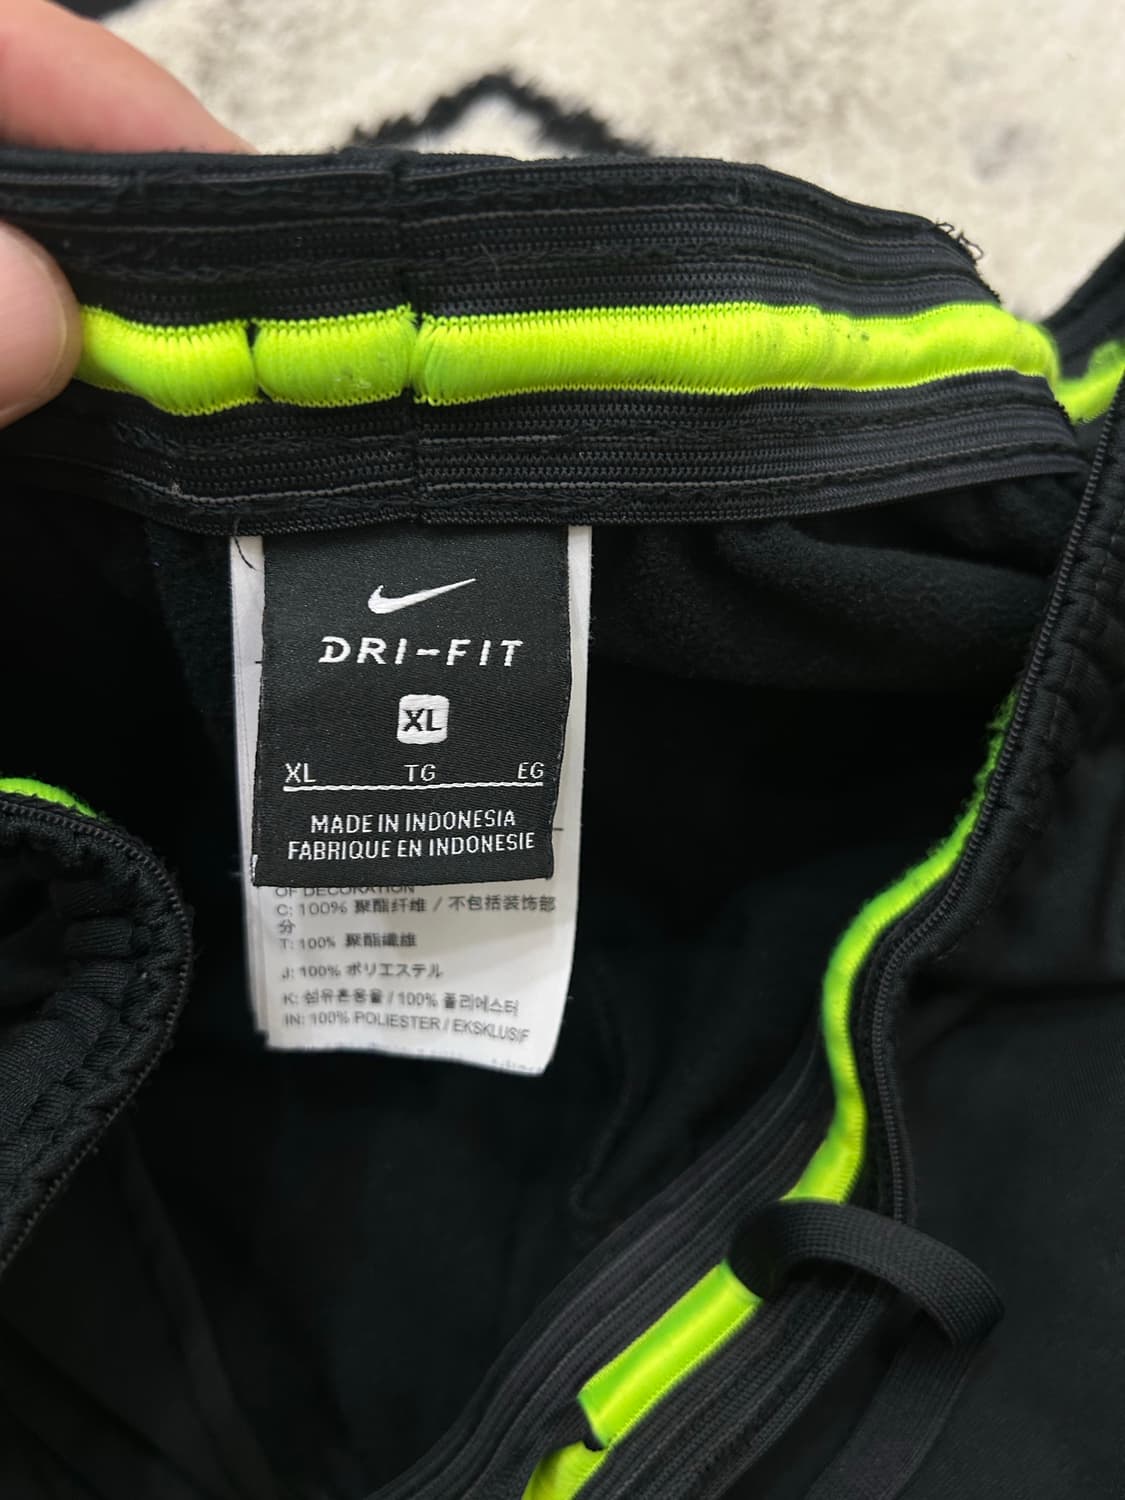 DRI-FIT
XL
XL TG EG
MADE IN INDONESIA
FABRIQUE EN INDONESIE
OF DECORATION
C: 100% 聚酯纤维 / 不包括装饰部
分
T: 100% 聚酯纖維
J: 100% ポリエステル
K: 섬유혼용율 / 100% 폴리에스터
IN: 100% POLIESTER / EKSKLUSIF